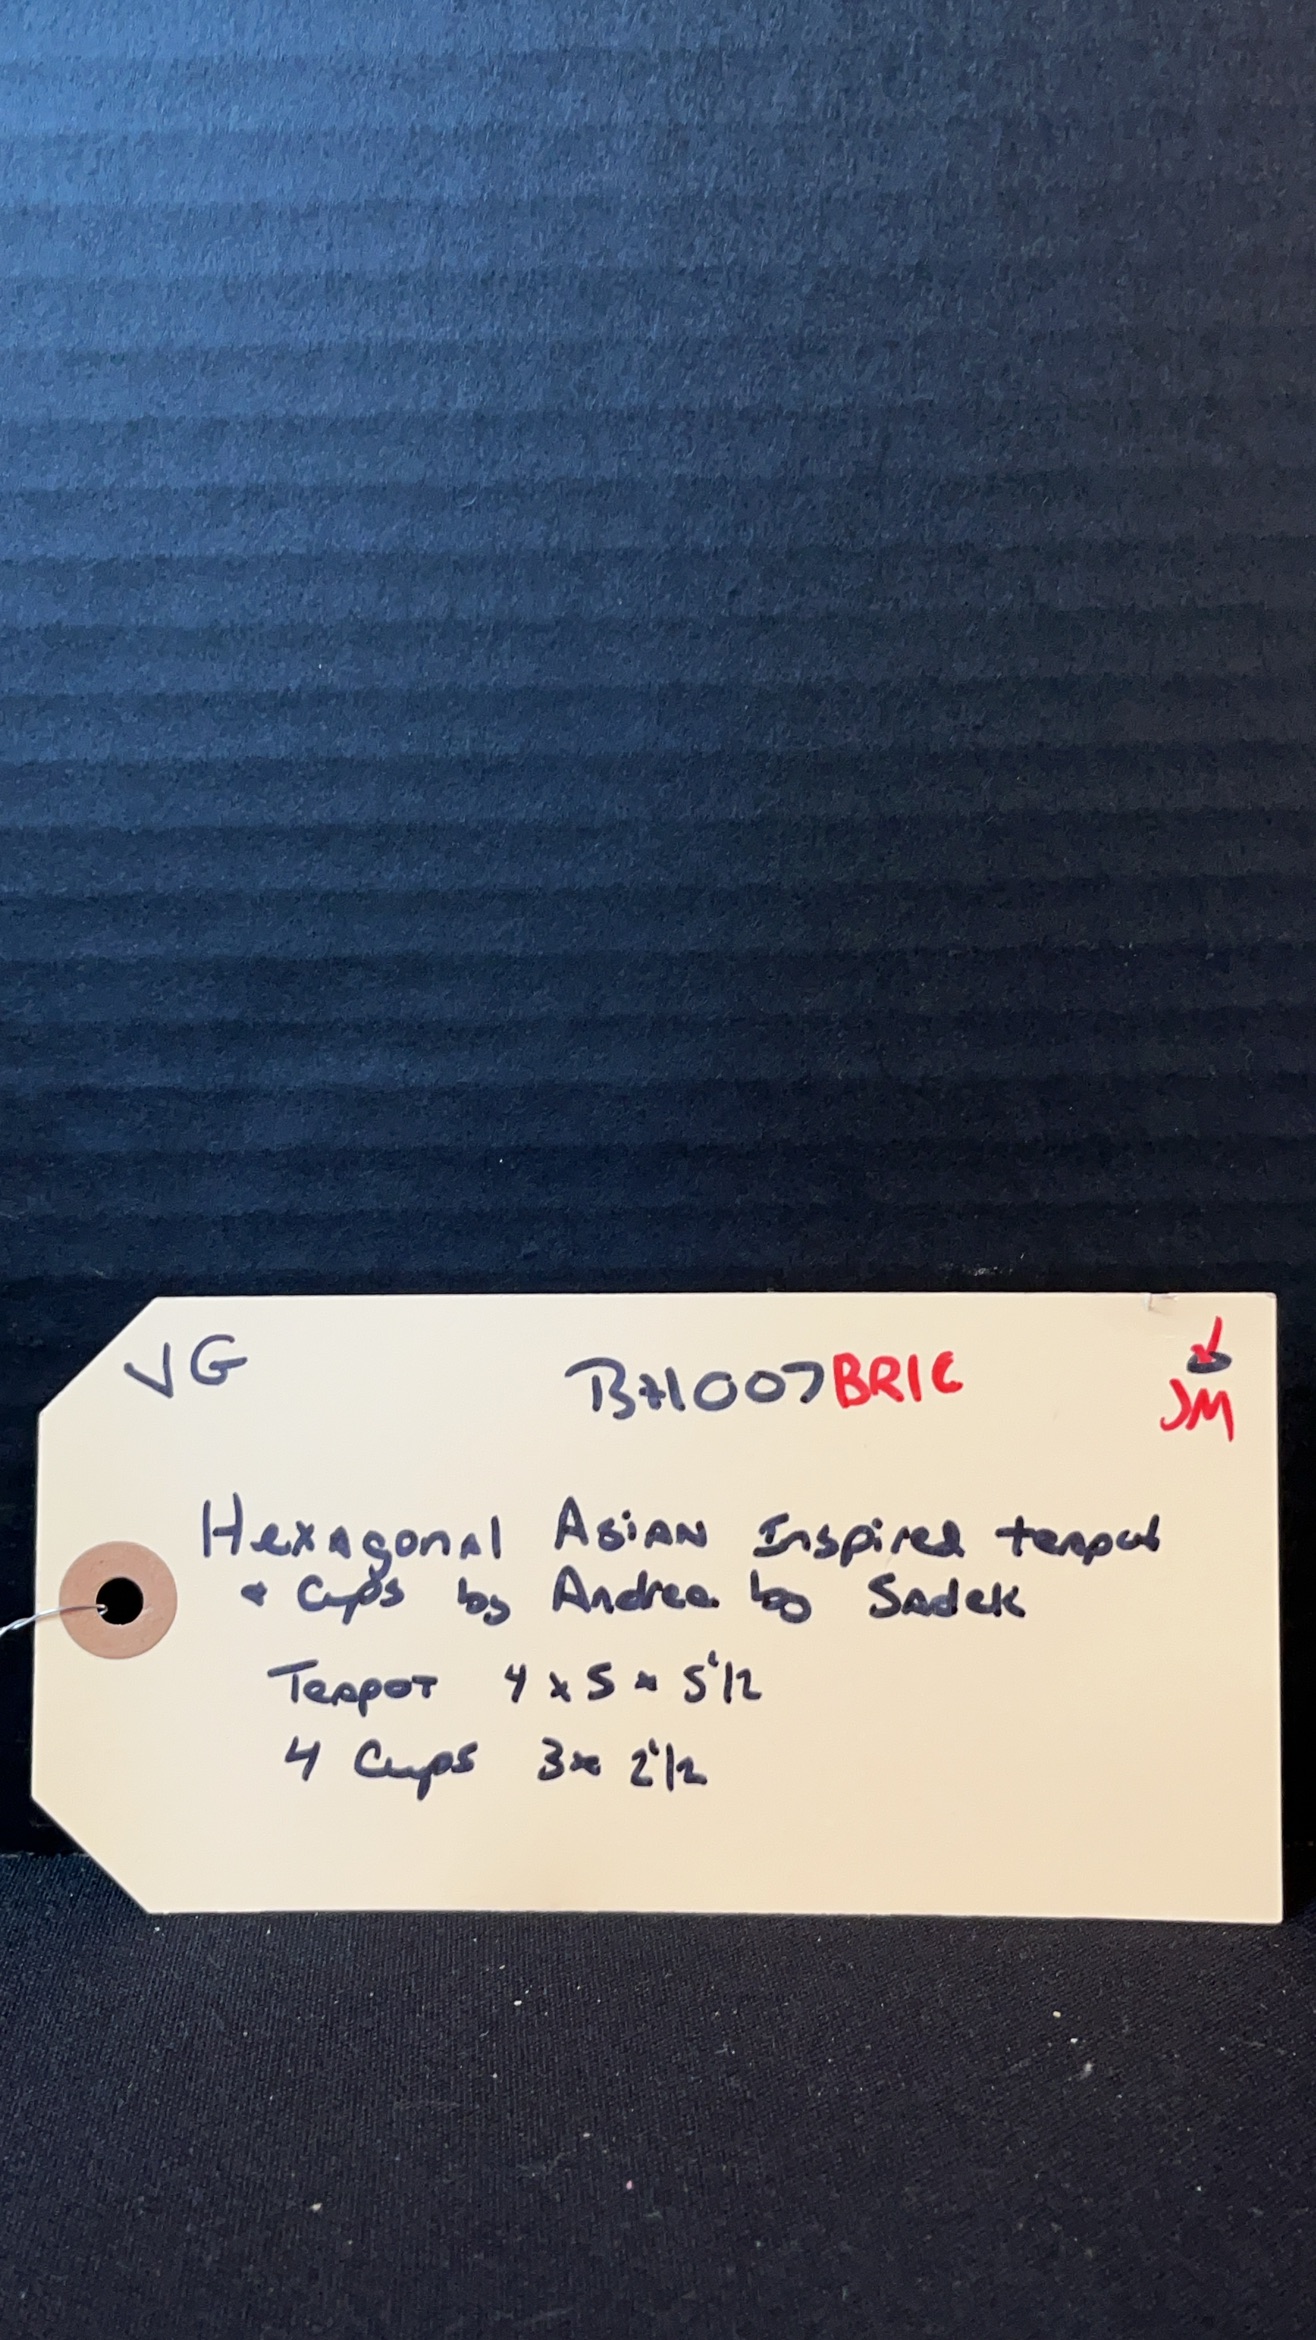 VG
BH007BRIC
JM
Hexagonal Asian Inspired teapot
& Cups by Andrea by Sadek
Teapot 4 x 5 x 5 1/2
4 Cups 3 x 2 1/2